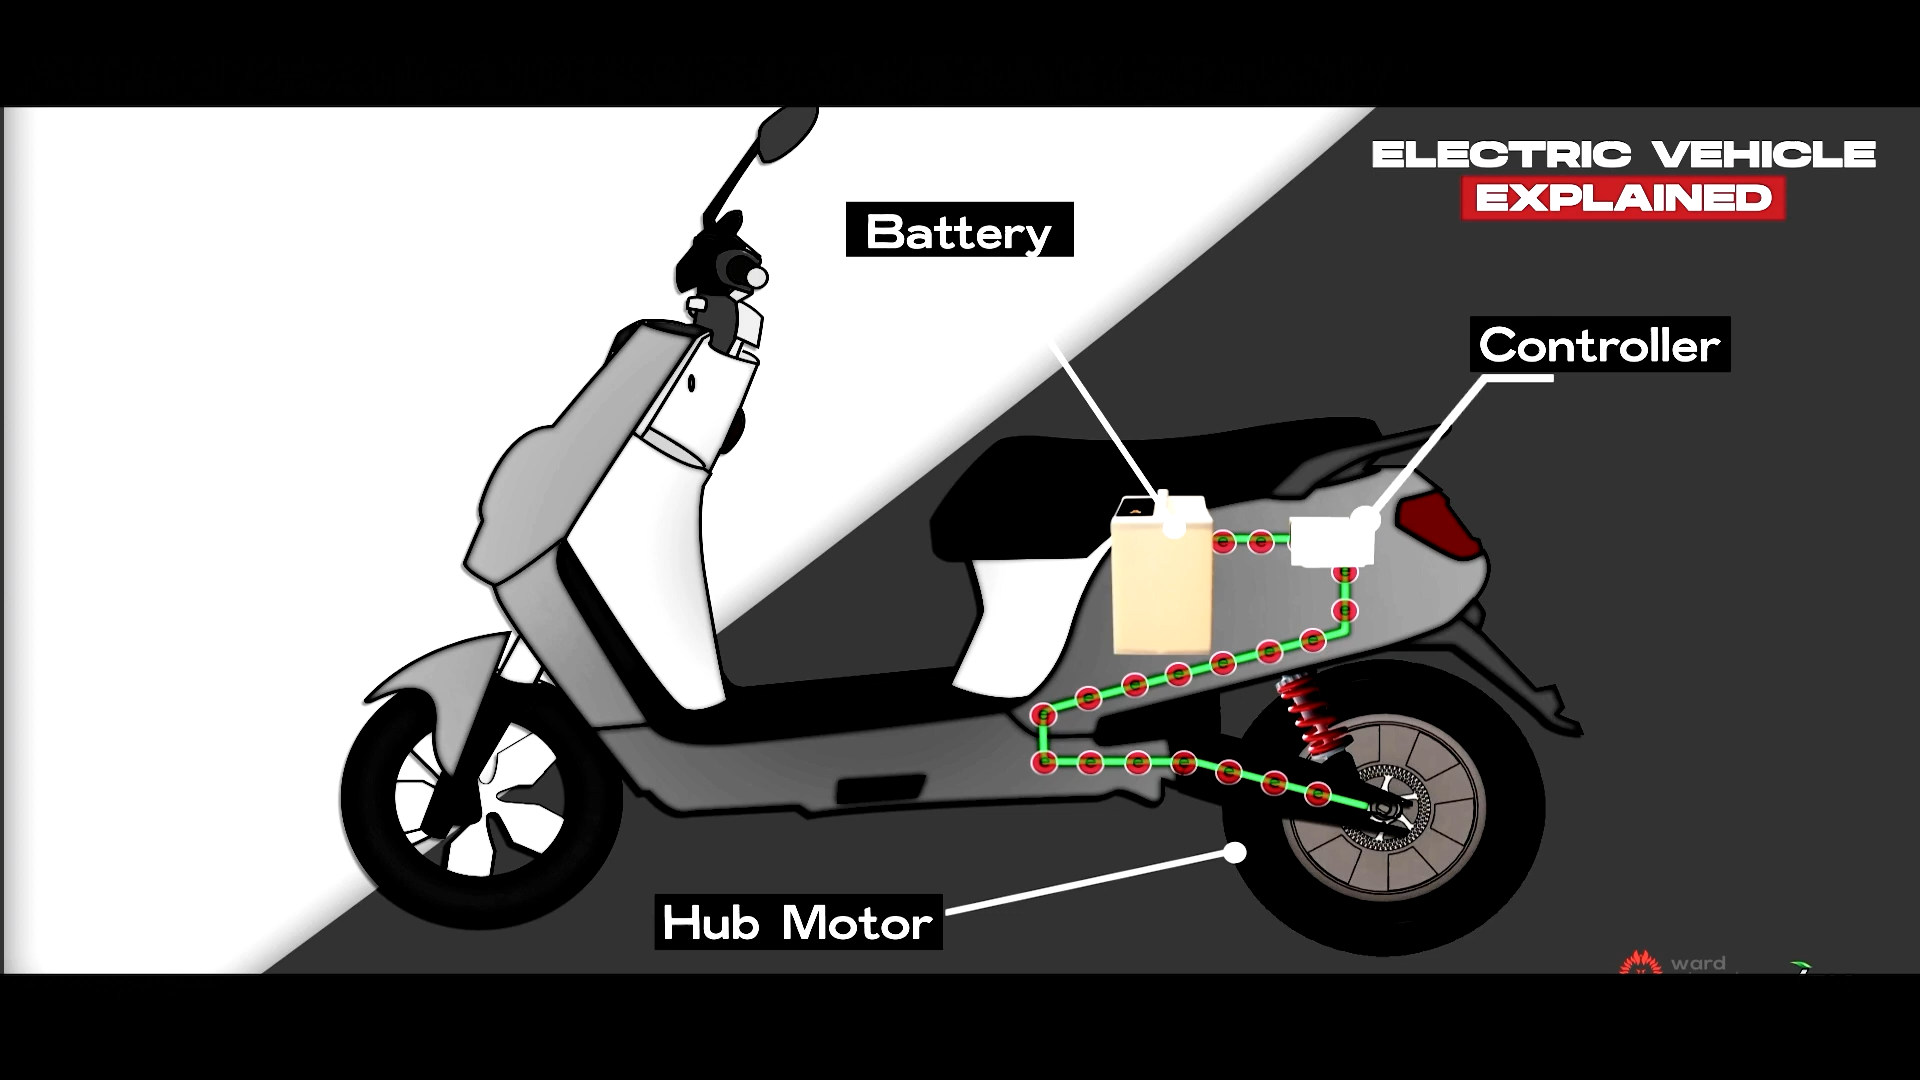 ELECTRIC VEHICLE
EXPLAINED
Battery
Controller
Hub Motor
ward